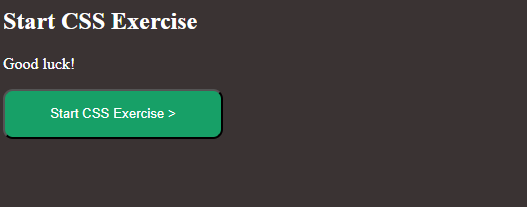 Start CSS Exercise
Good luck!
Start CSS Exercise >